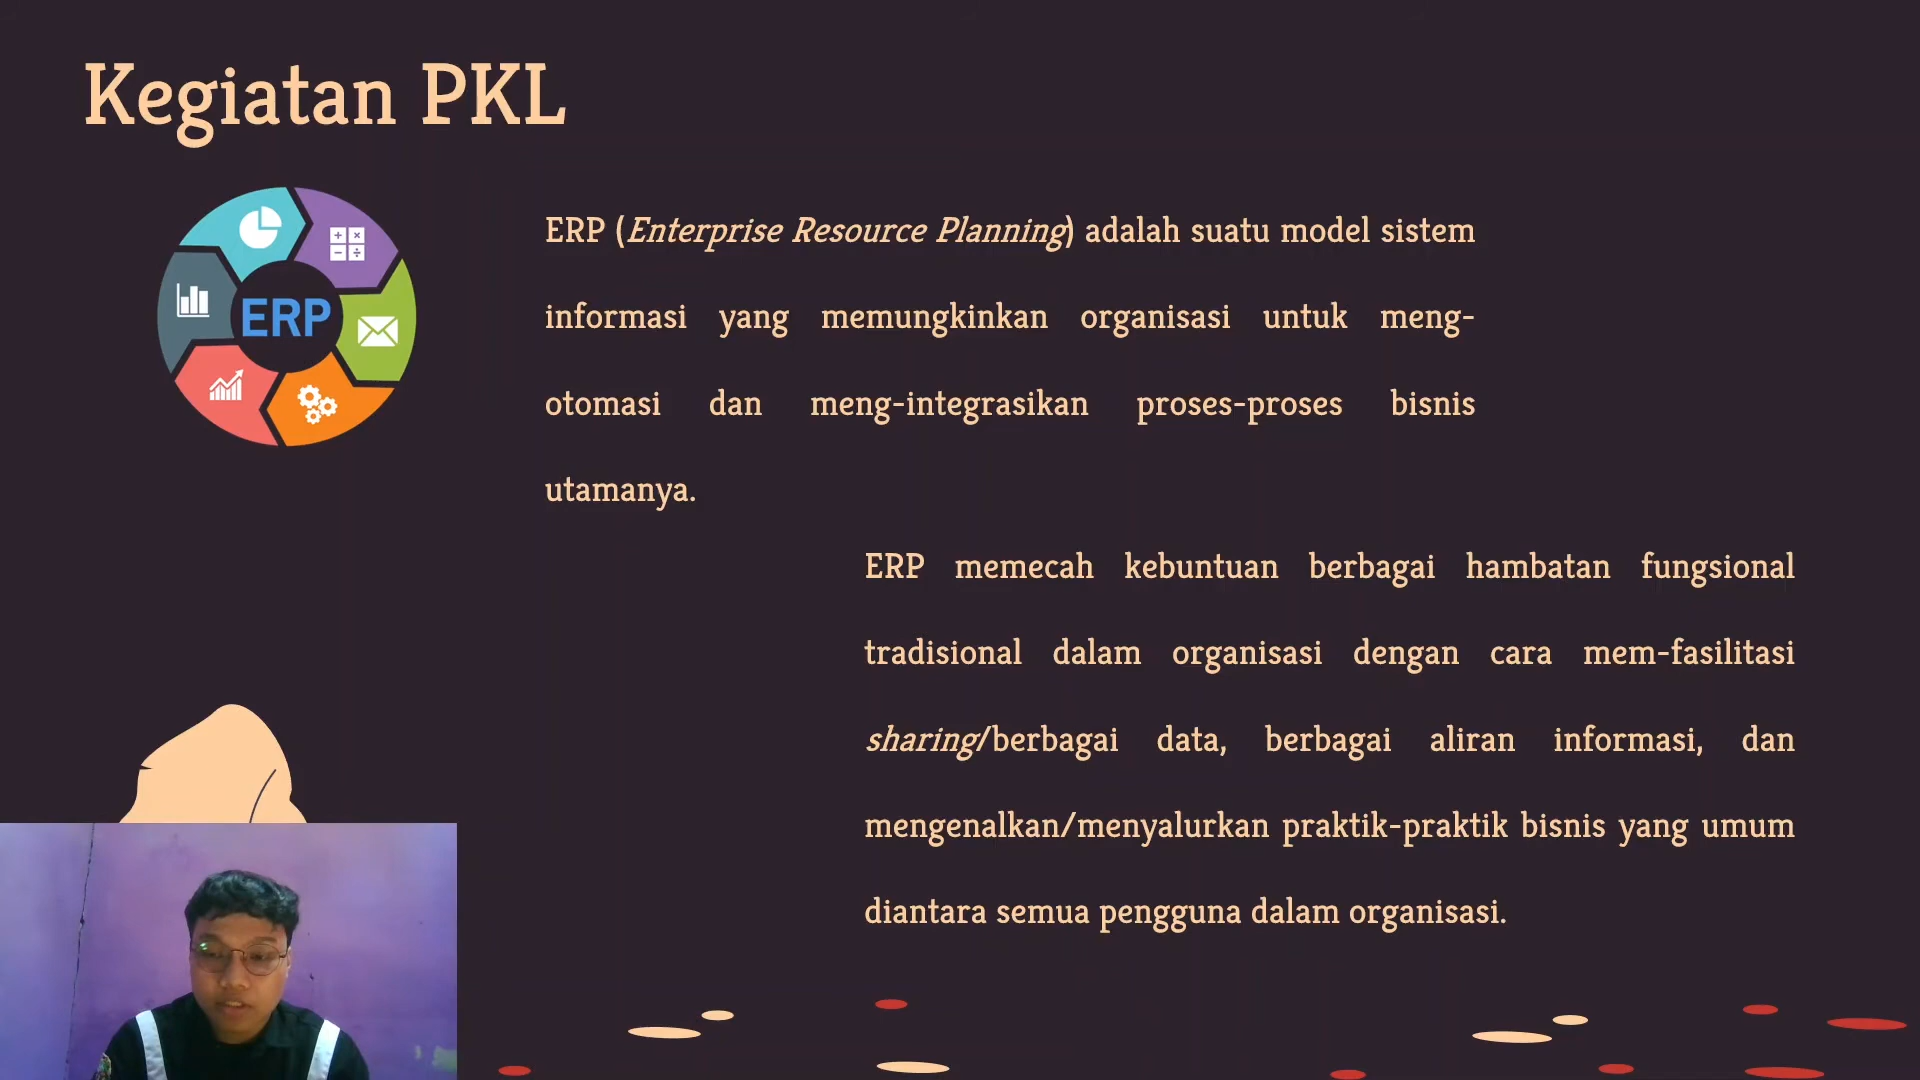 Kegiatan PKL
ERP
ERP (Enterprise Resource Planning) adalah suatu model sistem
informasi yang memungkinkan organisasi untuk meng-
otomasi dan meng-integrasikan proses-proses bisnis
utamanya.
ERP memecah kebuntuan berbagai hambatan fungsional
tradisional dalam organisasi dengan cara mem-fasilitasi
sharing/berbagai data, berbagai aliran informasi, dan
mengenalkan/menyalurkan praktik-praktik bisnis yang umum
diantara semua pengguna dalam organisasi.